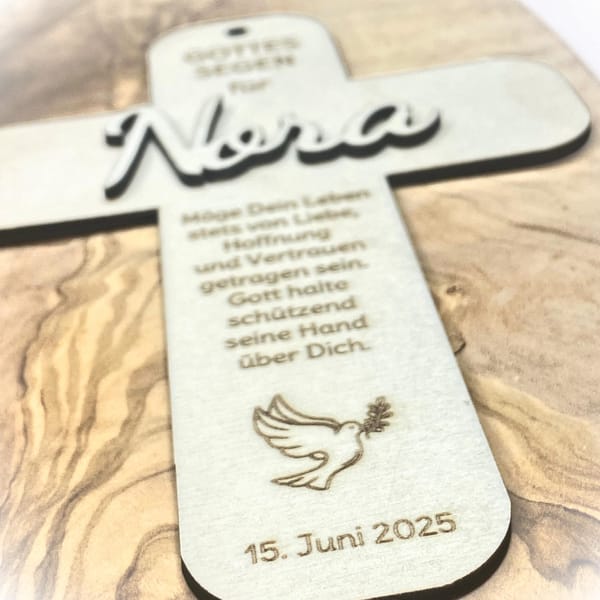 GOTTES
SEGEN
für
Nora
Möge Dein Leben
stets von Liebe,
Hoffnung
und Vertrauen
getragen sein.
Gott halte
schützend
seine Hand
über Dich.
15. Juni 2025